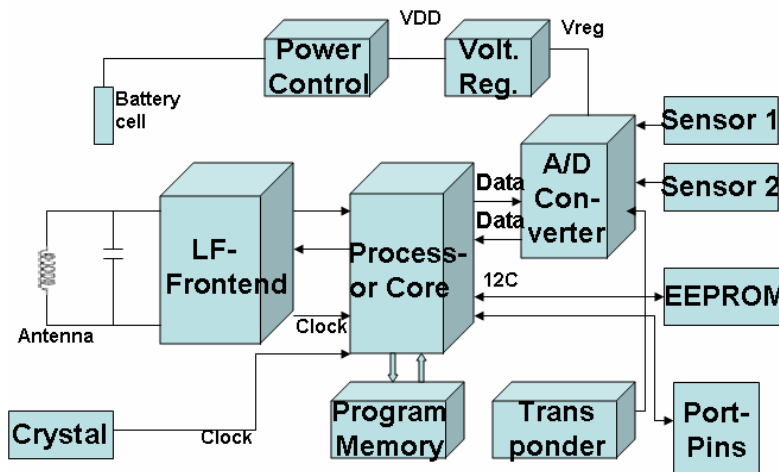 VDD
Vreg
Power
Control
Volt.
Reg.
Battery
cell
Sensor 1
Sensor 2
A/D
Con-
verter
Data
Data
LF-
Frontend
Process-
or Core
12C
EEPROM
Antenna
Clock
Program
Memory
Trans
ponder
Port-
Pins
Crystal
Clock